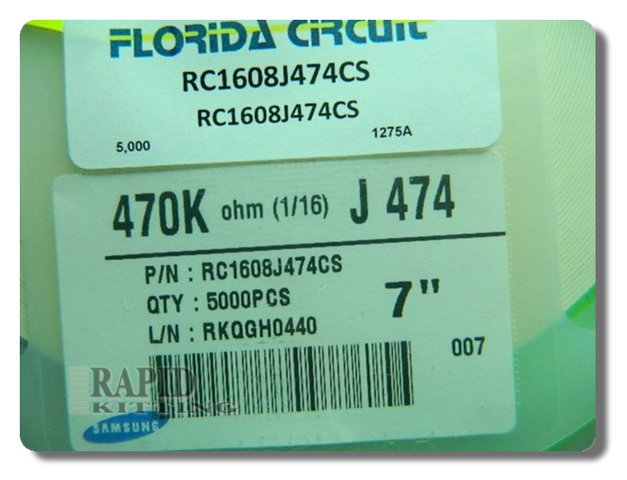 FLORIDA CIRCUIT
RC1608J474CS
RC1608J474CS
5,000 1275A
470K ohm (1/16) J 474
P/N : RC1608J474CS
QTY : 5000PCS 7"
L/N : RKQGH0440
007
RAPID
KITTING
SAMSUNG